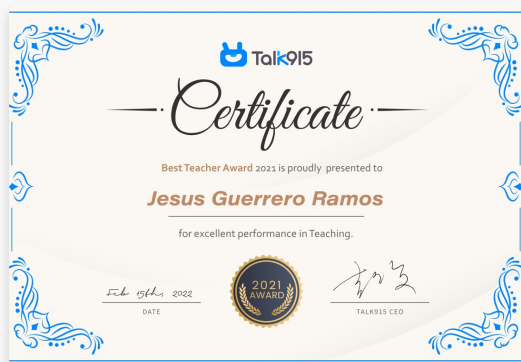 Talk915
Certificate
Best Teacher Award 2021 is proudly presented to
Jesus Guerrero Ramos
for excellent performance in Teaching.
Feb 15th, 2022
DATE
2021
AWARD
TALK915 CEO